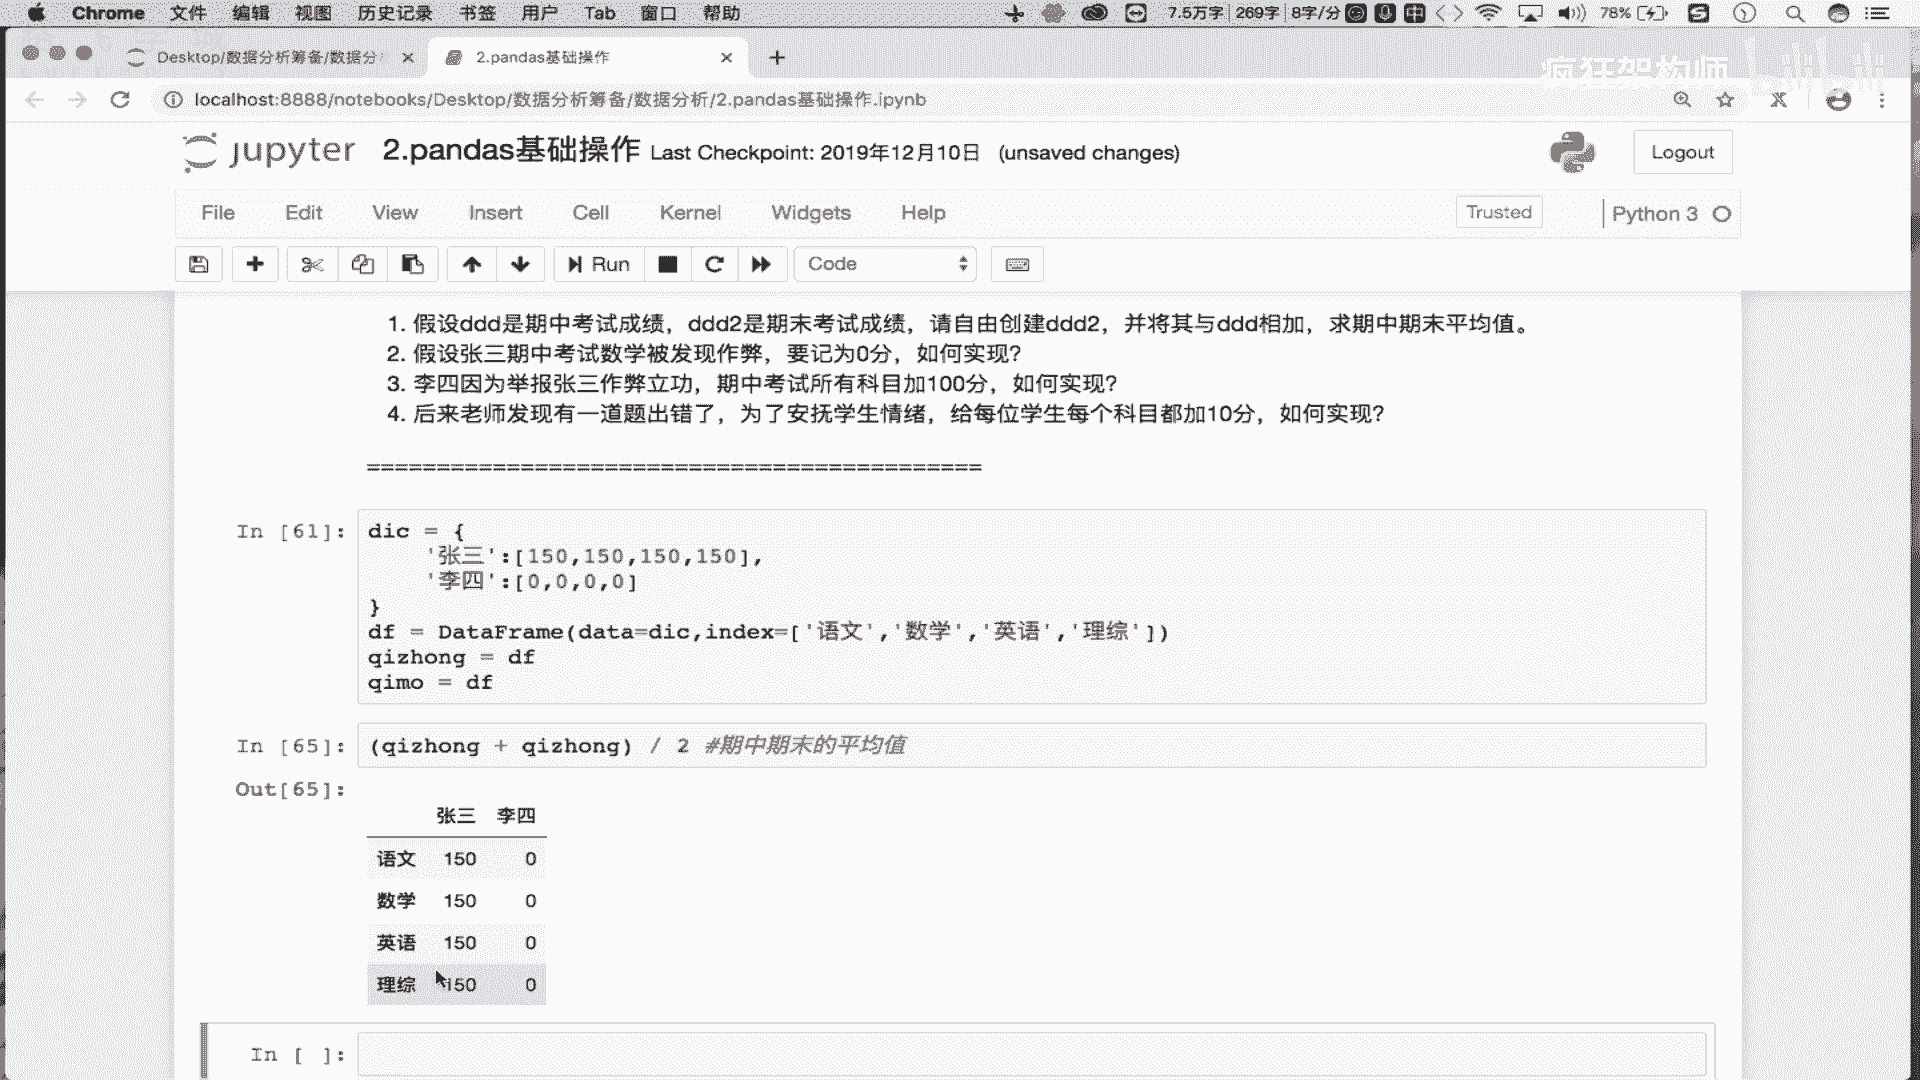 Chrome 文件 编辑 视图 历史记录 书签 用户 Tab 窗口 帮助 7.5万字 269字 8字/分 中 78%
Desktop/数据分析筹备/数据分 2.pandas基础操作
疯狂架构师 bilibili
localhost:8888/notebooks/Desktop/数据分析筹备/数据分析/2.pandas基础操作.ipynb
jupyter 2.pandas基础操作 Last Checkpoint: 2019年12月10日 (unsaved changes) Logout
File Edit View Insert Cell Kernel Widgets Help Trusted Python 3
Run Code
1. 假设ddd是期中考试成绩，ddd2是期末考试成绩，请自由创建ddd2，并将其与ddd相加，求期中期末平均值。
2. 假设张三期中考试数学被发现作弊，要记为0分，如何实现？
3. 李四因为举报张三作弊立功，期中考试所有科目加100分，如何实现？
4. 后来老师发现有一道题出错了，为了安抚学生情绪，给每位学生每个科目都加10分，如何实现？
============================================
In [61]: dic = {
'张三':[150,150,150,150],
'李四':[0,0,0,0]
}
df = DataFrame(data=dic,index=['语文','数学','英语','理综'])
qizhong = df
qimo = df
In [65]: (qizhong + qizhong) / 2 #期中期末的平均值
Out[65]:
张三 李四
语文 150 0
数学 150 0
英语 150 0
理综 150 0
In [ ]: